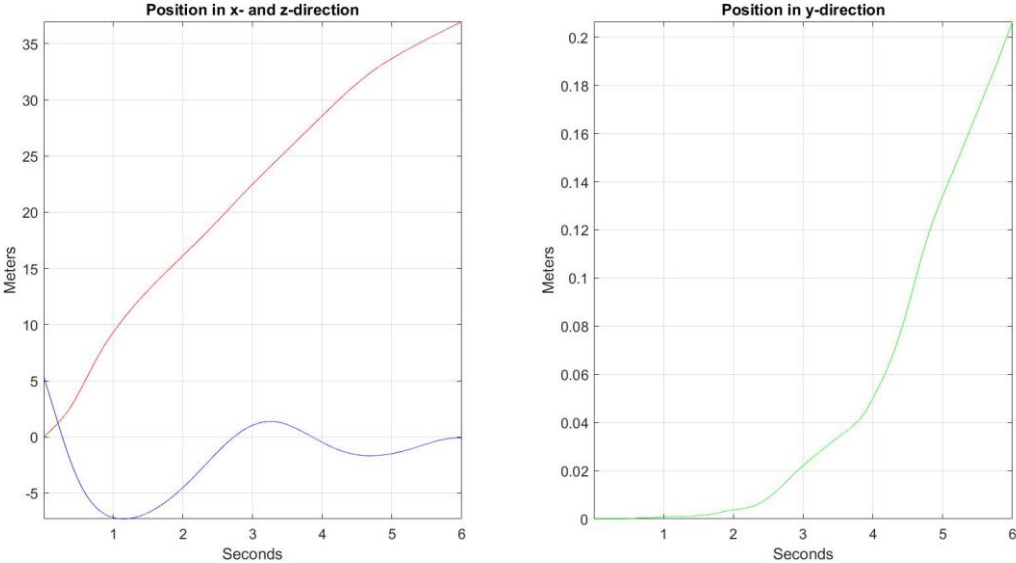 Position in x- and z-direction
35
30
25
20
15
10
5
0
-5
Meters
1 2 3 4 5 6
Seconds
Position in y-direction
0.2
0.18
0.16
0.14
0.12
0.1
0.08
0.06
0.04
0.02
0
Meters
1 2 3 4 5 6
Seconds